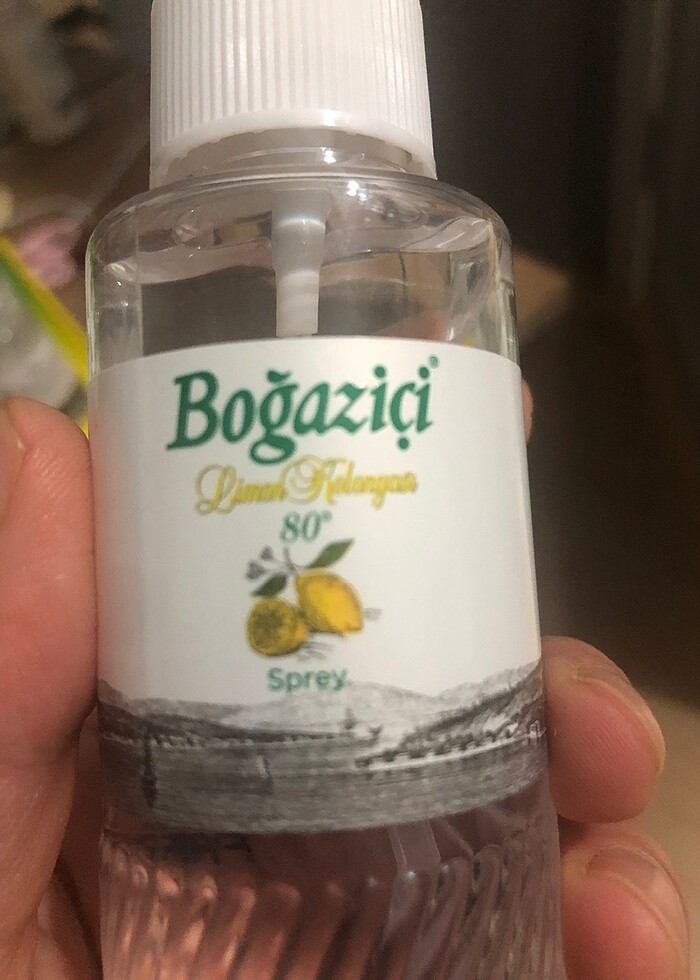 Boğaziçi®
Limon Kolonyası
80°
Sprey